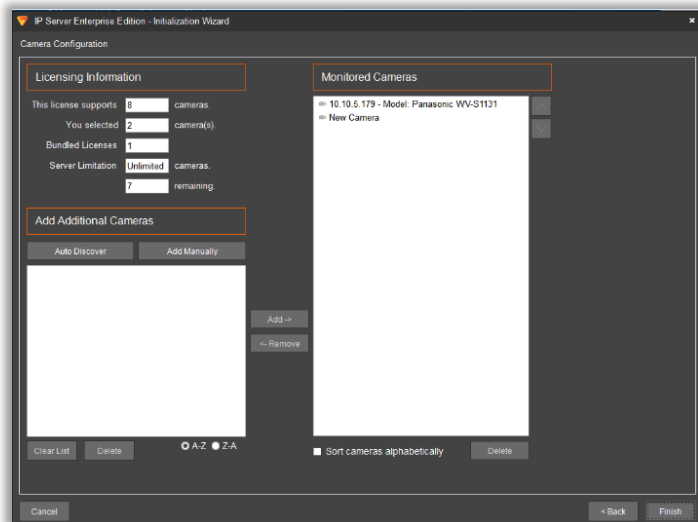 IP Server Enterprise Edition - Initialization Wizard
Camera Configuration
Licensing Information
This license supports 8 cameras.
You selected 2 camera(s).
Bundled Licenses 1
Server Limitation Unlimited cameras.
7 remaining.
Add Additional Cameras
Auto Discover Add Manually
Clear List Delete A-Z Z-A
Add ->
<- Remove
Monitored Cameras
10.10.5.179 - Model: Panasonic WV-S1131
New Camera
Sort cameras alphabetically Delete
Cancel < Back Finish